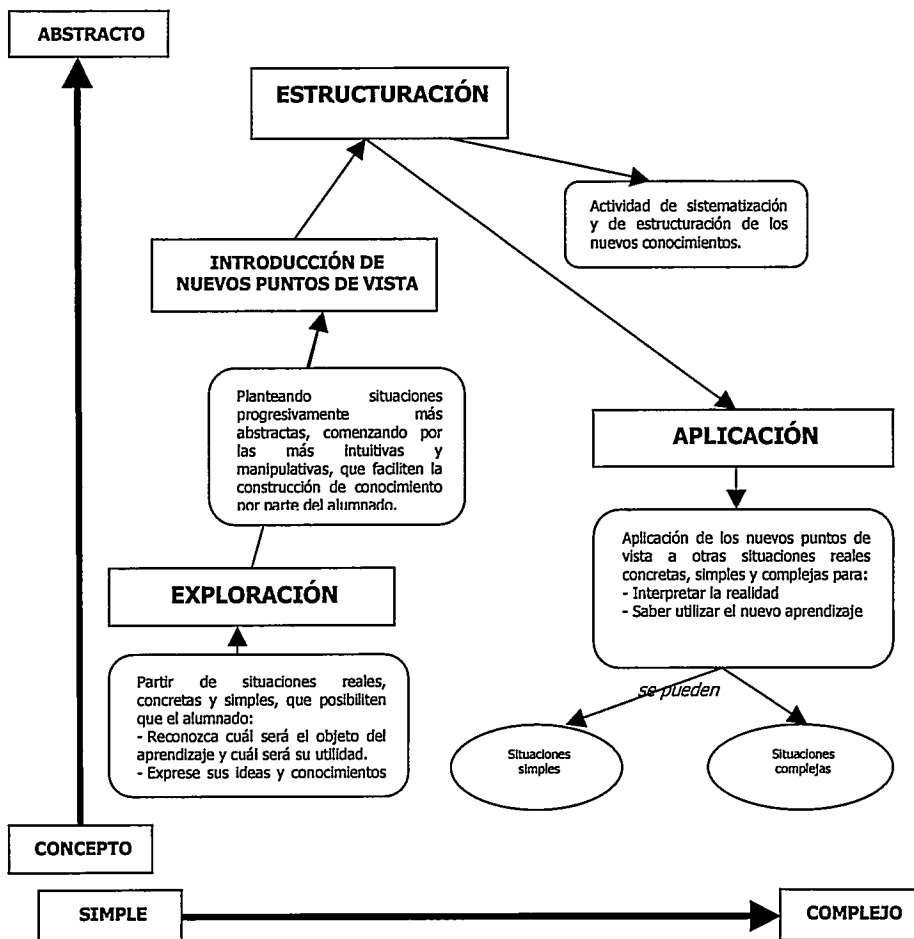 ABSTRACTO
ESTRUCTURACIÓN
Actividad de sistematización
y de estructuración de los
nuevos conocimientos.
INTRODUCCIÓN DE
NUEVOS PUNTOS DE VISTA
Planteando situaciones
progresivamente más
abstractas, comenzando por
las más intuitivas y
manipulativas, que faciliten la
construcción de conocimiento
por parte del alumnado.
APLICACIÓN
Aplicación de los nuevos puntos de
vista a otras situaciones reales
concretas, simples y complejas para:
- Interpretar la realidad
- Saber utilizar el nuevo aprendizaje
EXPLORACIÓN
Partir de situaciones reales,
concretas y simples, que posibiliten
que el alumnado:
- Reconozca cuál será el objeto del
aprendizaje y cuál será su utilidad.
- Exprese sus ideas y conocimientos
se pueden
Situaciones
simples
Situaciones
complejas
CONCEPTO
SIMPLE
COMPLEJO